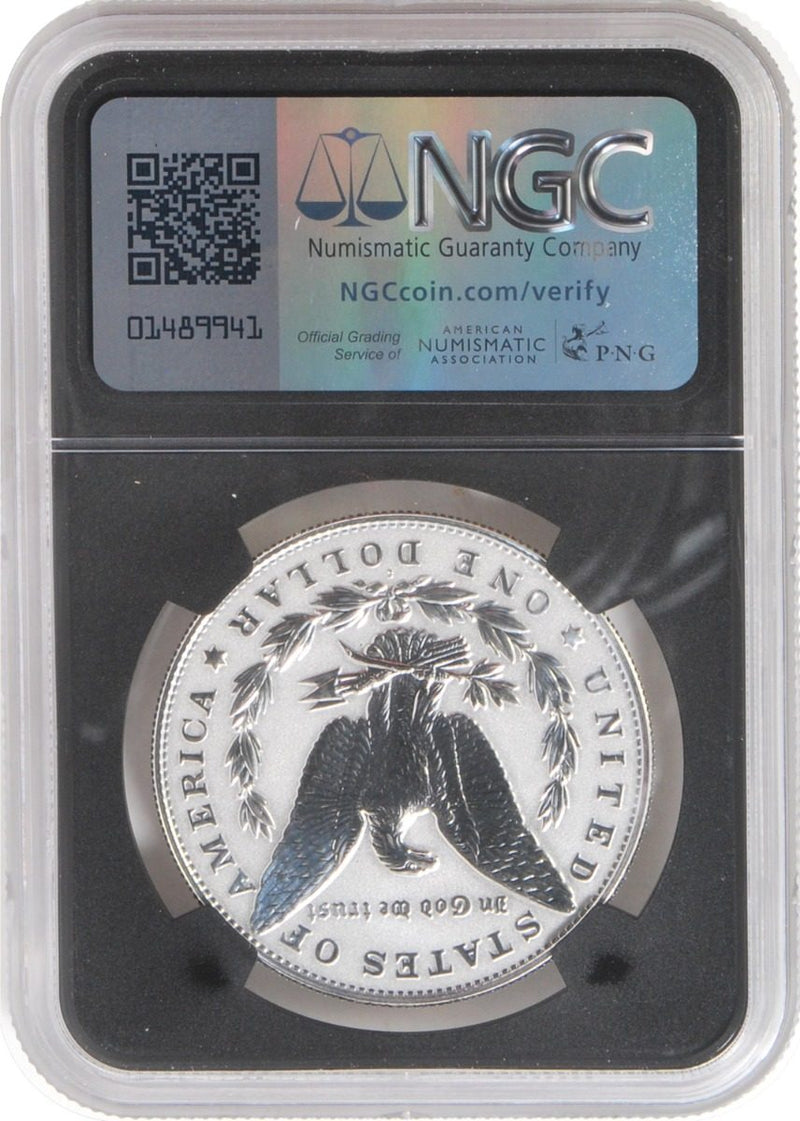 NGC
Numismatic Guaranty Company
NGCcoin.com/verify
01489941
Official Grading
Service of
AMERICAN
NUMISMATIC
ASSOCIATION
P·N·G
UNITED STATES OF AMERICA
ONE DOLLAR
In God we trust